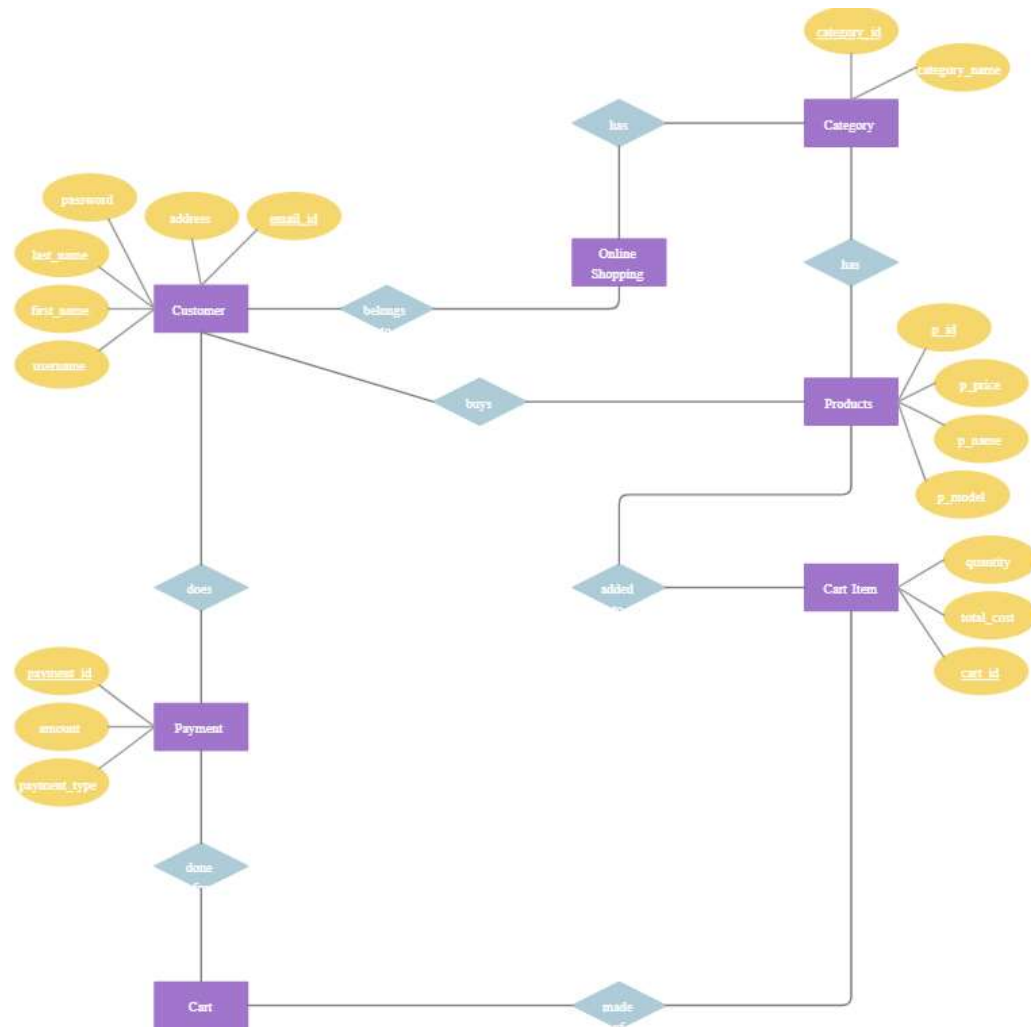 category_id
category_name
has
Category
password
address
email_id
last_name
Online
Shopping
has
first_name
Customer
belongs
to
username
p_id
p_price
buys
Products
p_name
p_model
quantity
does
added
Cart Item
total_cost
payment_id
cart_id
amount
Payment
payment_type
done
Cart
made